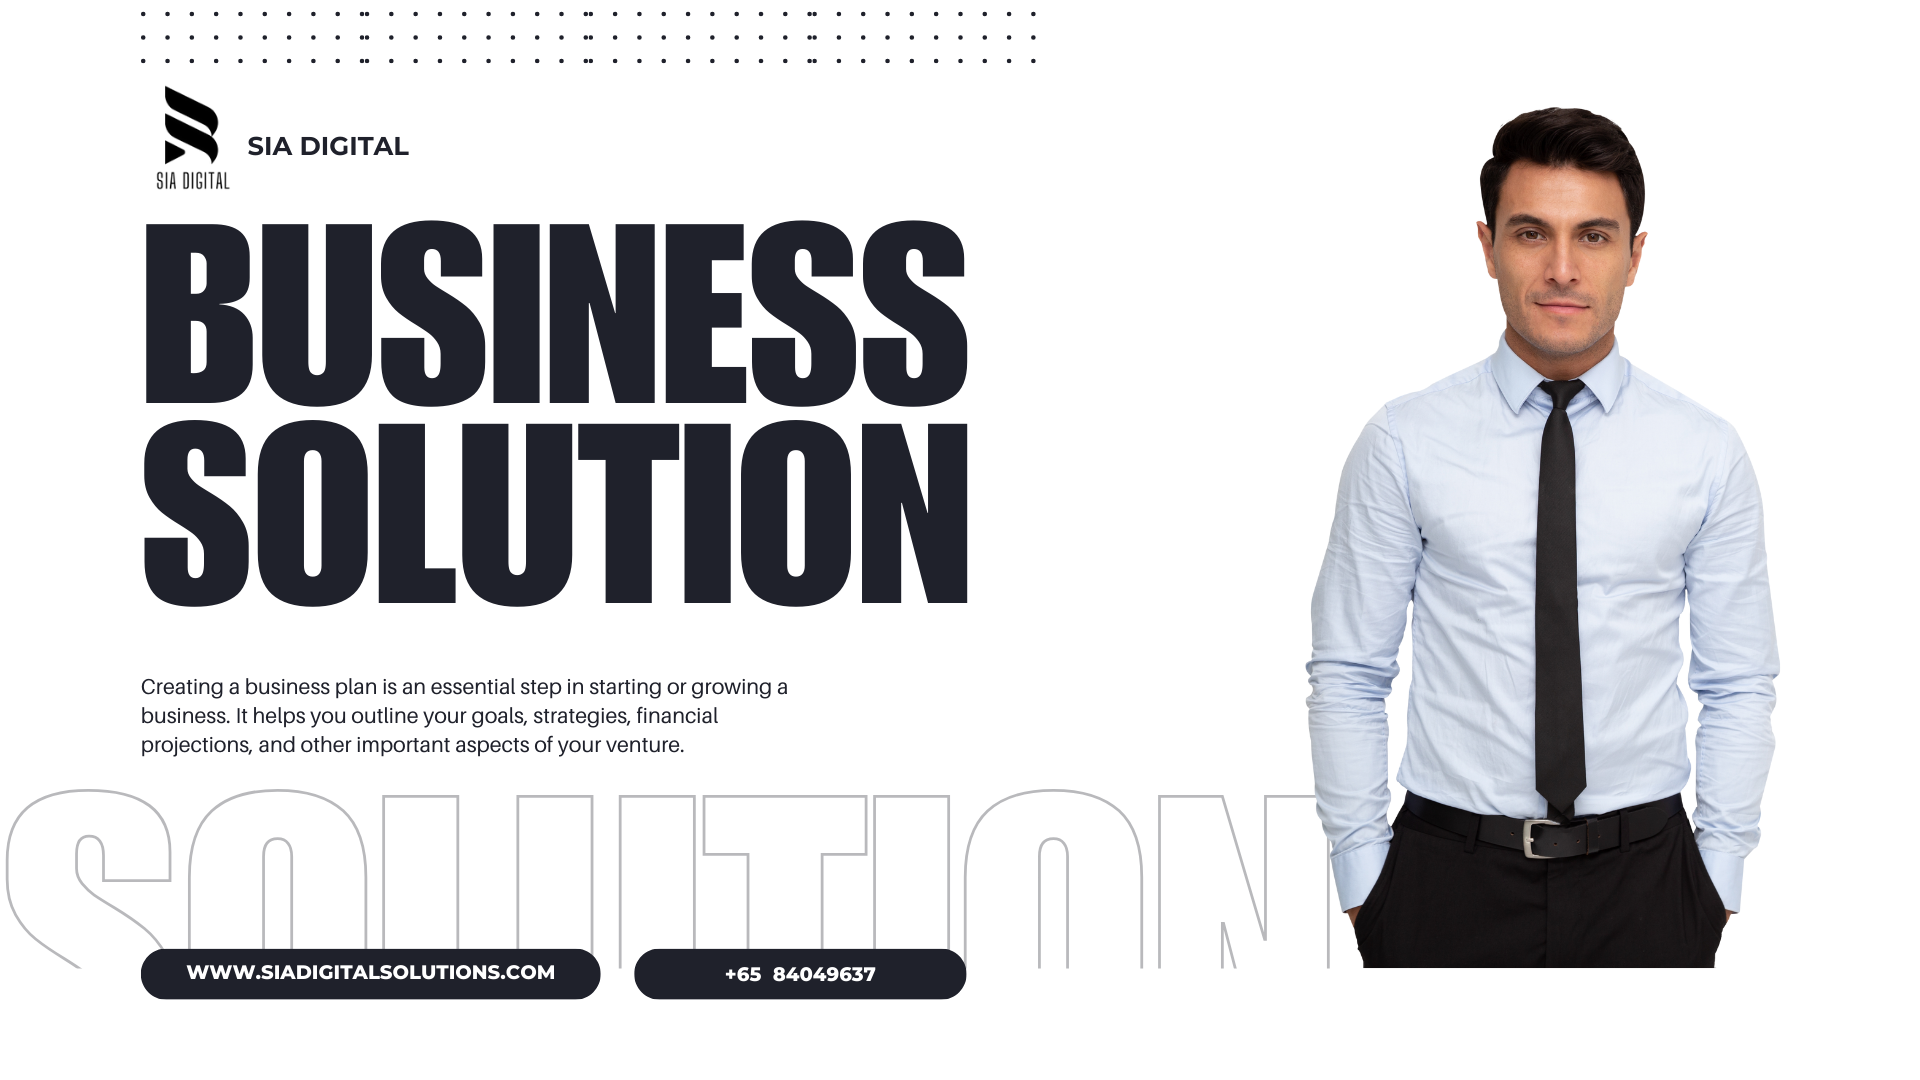 SIA DIGITAL
SIA DIGITAL
BUSINESS
SOLUTION
Creating a business plan is an essential step in starting or growing a
business. It helps you outline your goals, strategies, financial
projections, and other important aspects of your venture.
SOLUTION
WWW.SIADIGITALSOLUTIONS.COM
+65  84049637